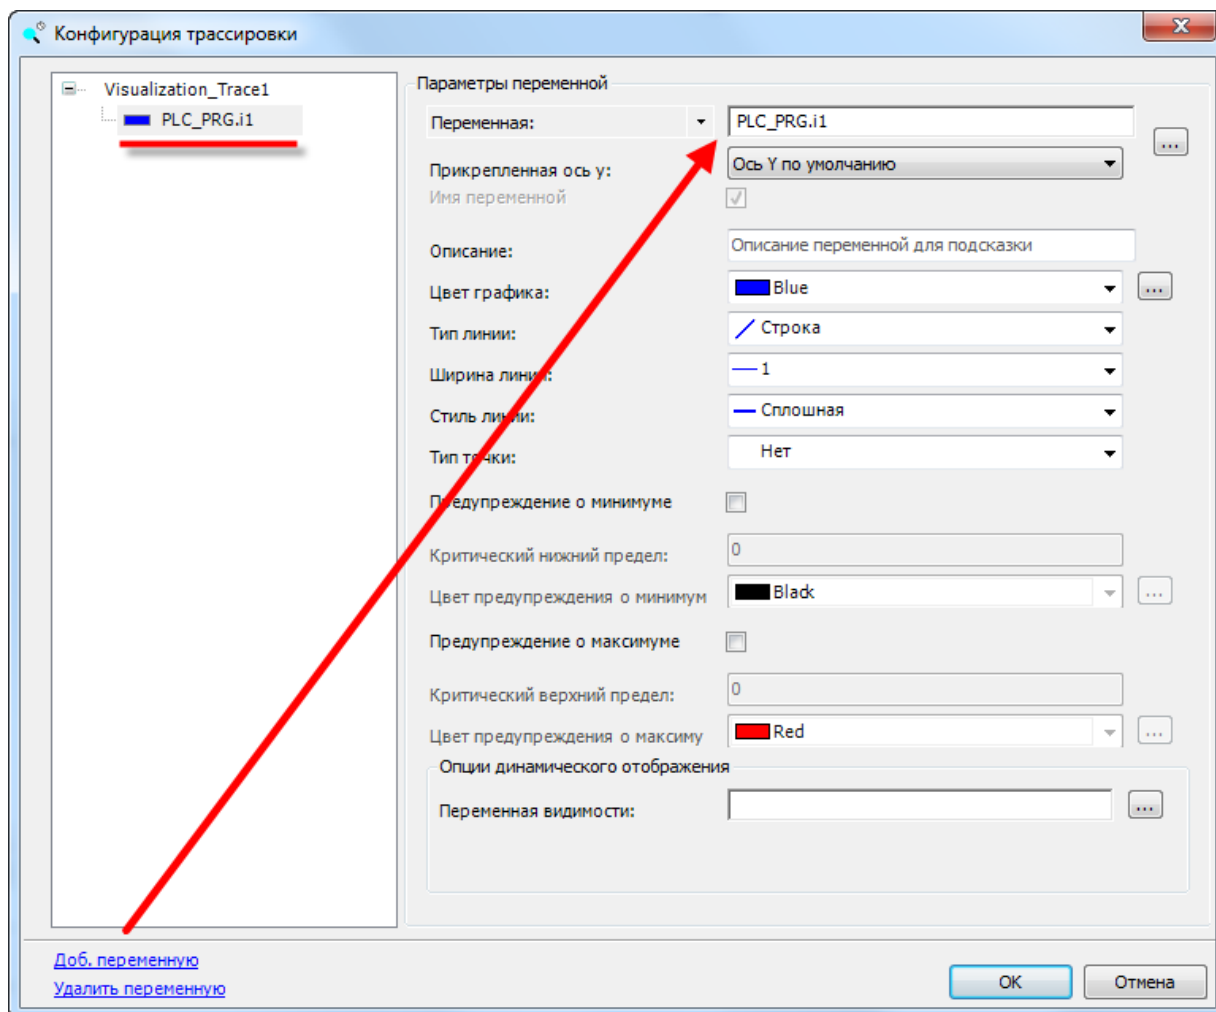 Конфигурация трассировки
Visualization_Trace1
PLC_PRG.i1
Параметры переменной
Переменная: PLC_PRG.i1 ...
Прикрепленная ось y: Ось Y по умолчанию
Имя переменной
Описание: Описание переменной для подсказки
Цвет графика: Blue ...
Тип линии: Строка
Ширина линии: 1
Стиль линии: Сплошная
Тип точки: Нет
Предупреждение о минимуме
Критический нижний предел: 0
Цвет предупреждения о минимум Black ...
Предупреждение о максимуме
Критический верхний предел: 0
Цвет предупреждения о максиму Red ...
Опции динамического отображения
Переменная видимости: ...
Доб. переменную
Удалить переменную
OK Отмена